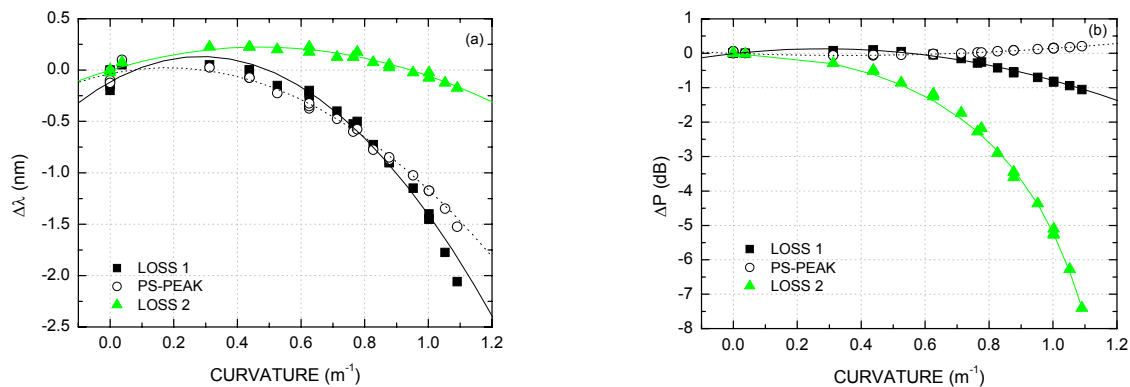 (a)
0.5
0.0
-0.5
-1.0
-1.5
-2.0
-2.5
Δλ (nm)
LOSS 1
PS-PEAK
LOSS 2
0.0 0.2 0.4 0.6 0.8 1.0 1.2
CURVATURE (m⁻¹)
(b)
1
0
-1
-2
-3
-4
-5
-6
-7
-8
ΔP (dB)
LOSS 1
PS-PEAK
LOSS 2
0.0 0.2 0.4 0.6 0.8 1.0 1.2
CURVATURE (m⁻¹)